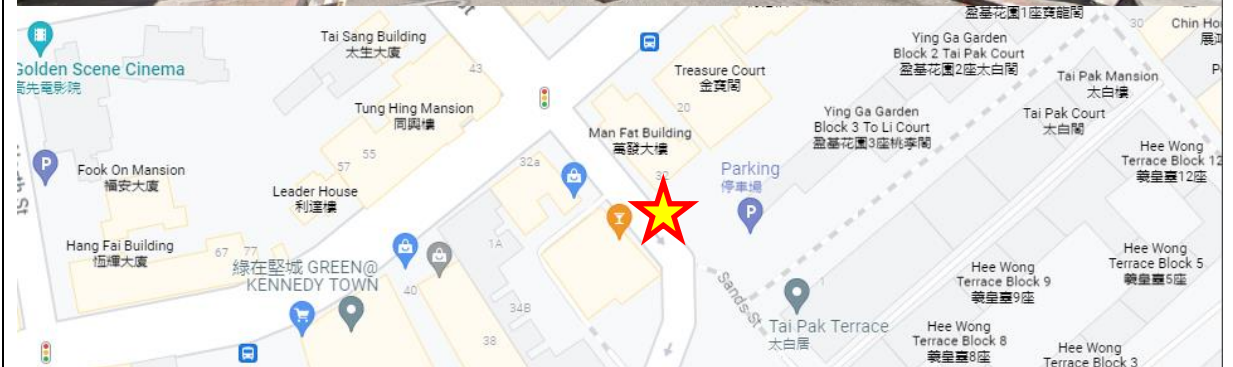 盈基花園1座寶龍閣
30
Chin Ho
Tai Sang Building
太生大廈
Ying Ga Garden
Block 2 Tai Pak Court
盈基花園2座太白閣
Golden Scene Cinema
高先電影院
43
Treasure Court
金寶閣
Tai Pak Mansion
太白樓
20
Tung Hing Mansion
同興樓
Ying Ga Garden
Block 3 To Li Court
盈基花園3座桃李閣
Tai Pak Court
太白閣
Man Fat Building
萬發大樓
Hee Wong
Terrace Block 12
羲皇臺12座
55
57
32a
P
Fook On Mansion
福安大廈
Parking
停車場
P
Leader House
利達樓
Hang Fai Building
恆輝大廈
67
77
1A
綠在堅城 GREEN@
KENNEDY TOWN
40
Hee Wong
Terrace Block 5
羲皇臺5座
Hee Wong
Terrace Block 9
羲皇臺9座
Sands St
1
34B
38
Tai Pak Terrace
太白居
Hee Wong
Terrace Block 8
羲皇臺8座
Hee Wong
Terrace Block 3